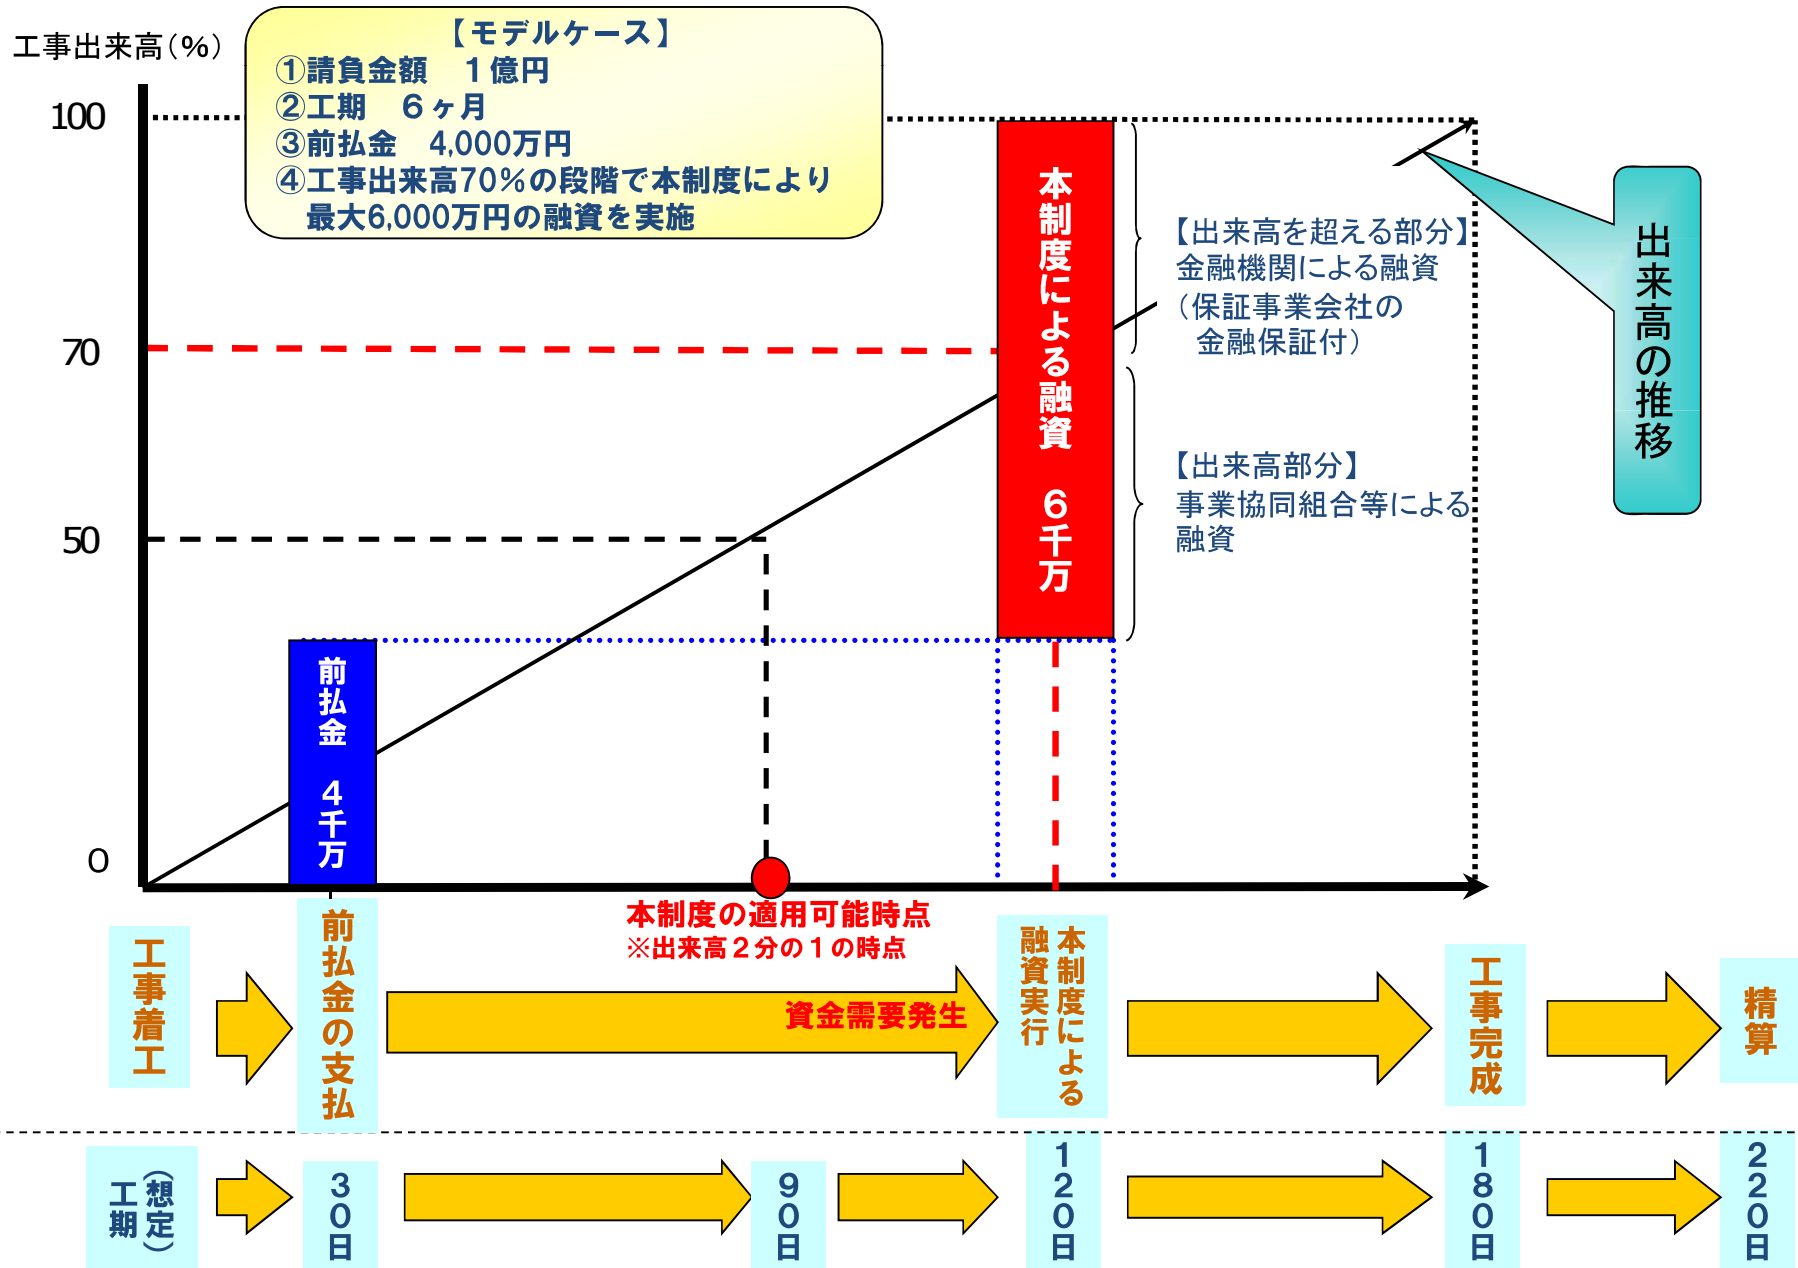 工事出来高(%)
【モデルケース】
①請負金額　１億円
②工期　６ヶ月
③前払金　4,000万円
④工事出来高70％の段階で本制度により
最大6,000万円の融資を実施
100
70
50
0
本制度による融資　６千万
前払金　４千万
【出来高を超える部分】
金融機関による融資
（保証事業会社の
金融保証付）
【出来高部分】
事業協同組合等による
融資
出来高の推移
本制度の適用可能時点
※出来高２分の１の時点
工事着工
前払金の支払
資金需要発生
本制度による
融資実行
工事完成
精算
（想定）
工期
３０日
９０日
１２０日
１８０日
２２０日